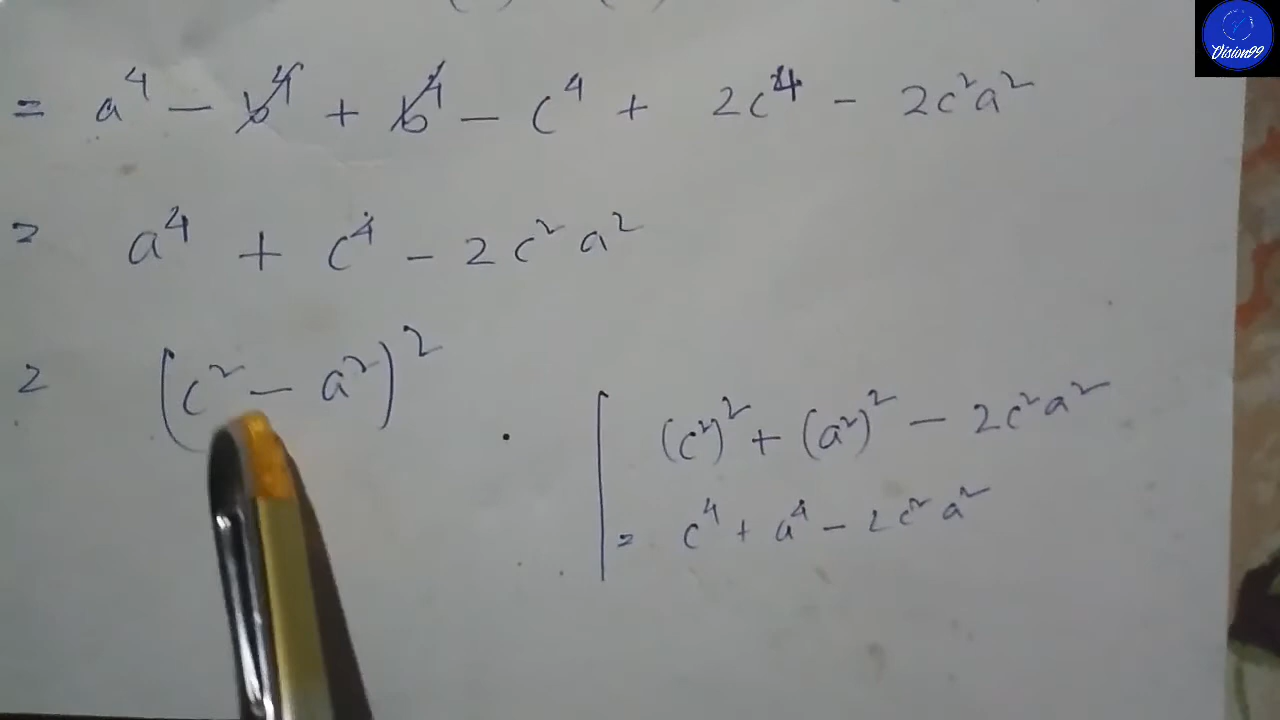 Vision99
= a⁴ - b⁴ + b⁴ - c⁴ + 2c⁴ - 2c²a²
= a⁴ + c⁴ - 2c²a²
= (c² - a²)²
(c²)² + (a²)² - 2c²a²
= c⁴ + a⁴ - 2c²a²